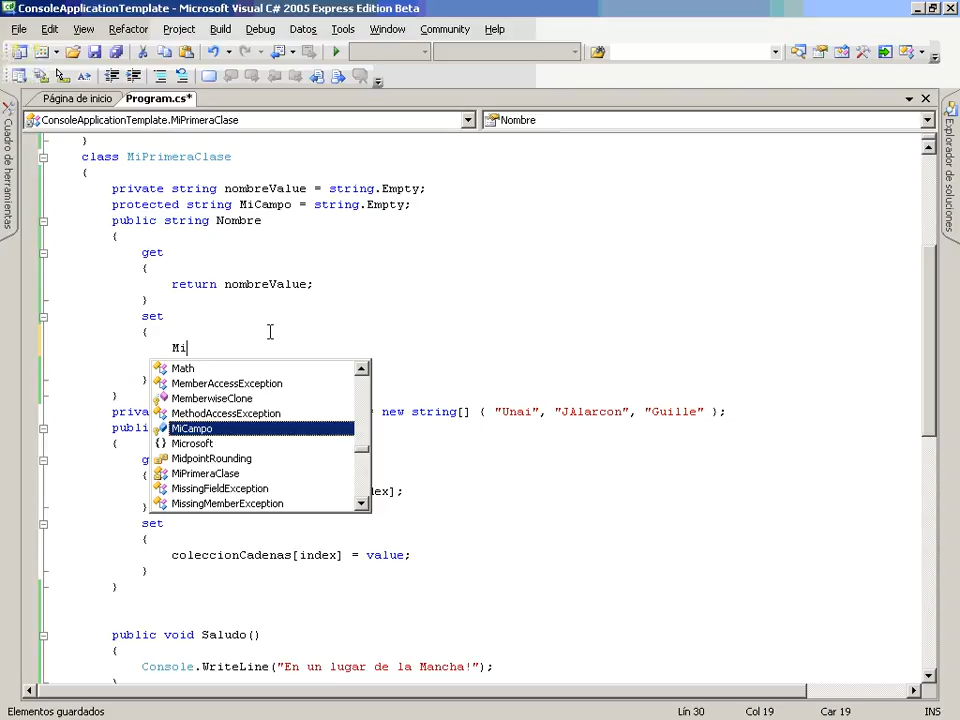 ConsoleApplicationTemplate - Microsoft Visual C# 2005 Express Edition Beta
File Edit View Refactor Project Build Debug Datos Tools Window Community Help
Página de inicio Program.cs*
ConsoleApplicationTemplate.MiPrimeraClase Nombre
Cuadro de herramientas
Explorador de soluciones
}
class MiPrimeraClase
{
private string nombreValue = string.Empty;
protected string MiCampo = string.Empty;
public string Nombre
{
get
{
return nombreValue;
}
set
{
Mi
Math
MemberAccessException
}
MemberwiseClone
}
MethodAccessException
priva = new string[] { "Unai", "JAlarcon", "Guille" };
publi MiCampo
{ Microsoft
g MidpointRounding
{ MiPrimeraClase
MissingFieldException dex];
} MissingMemberException
set
{
coleccionCadenas[index] = value;
}
}
public void Saludo()
{
Console.WriteLine("En un lugar de la Mancha!");
Elementos guardados Lín 30 Col 19 Car 19 INS